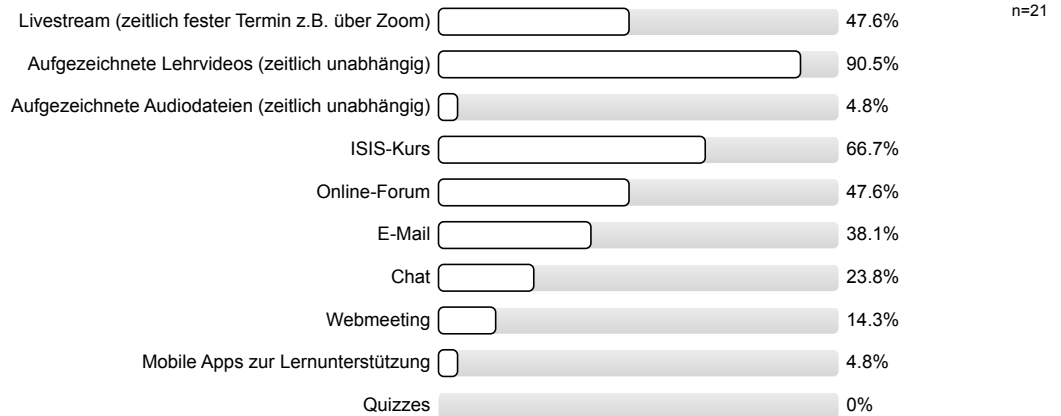 Livestream (zeitlich fester Termin z.B. über Zoom) 47.6% n=21
Aufgezeichnete Lehrvideos (zeitlich unabhängig) 90.5%
Aufgezeichnete Audiodateien (zeitlich unabhängig) 4.8%
ISIS-Kurs 66.7%
Online-Forum 47.6%
E-Mail 38.1%
Chat 23.8%
Webmeeting 14.3%
Mobile Apps zur Lernunterstützung 4.8%
Quizzes 0%